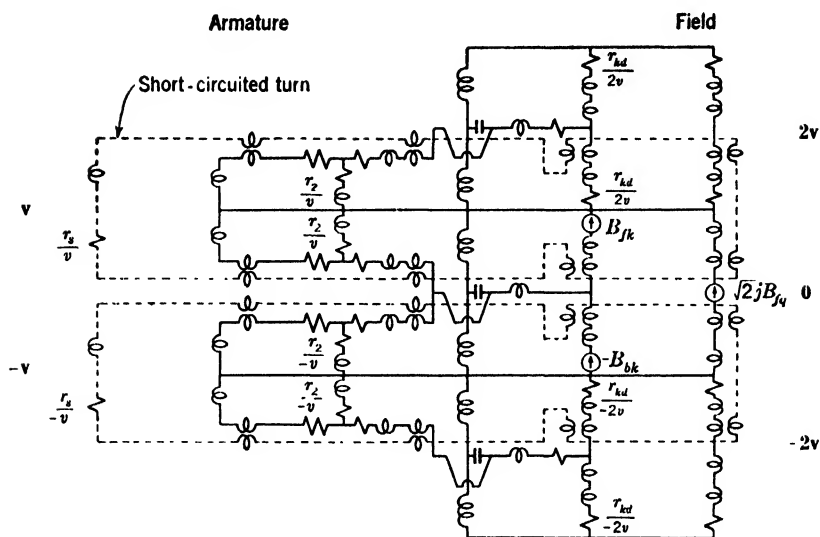 Armature Field
Short-circuited turn
r_kd/2v
2v
r_2/v
r_kd/2v
v
r_2/v
B_fk
r_s/v
√2jB_fq 0
r_2/-v
-B_bk
-v
r_2/-v
r_kd/-2v
r_s/-v
-2v
r_kd/-2v